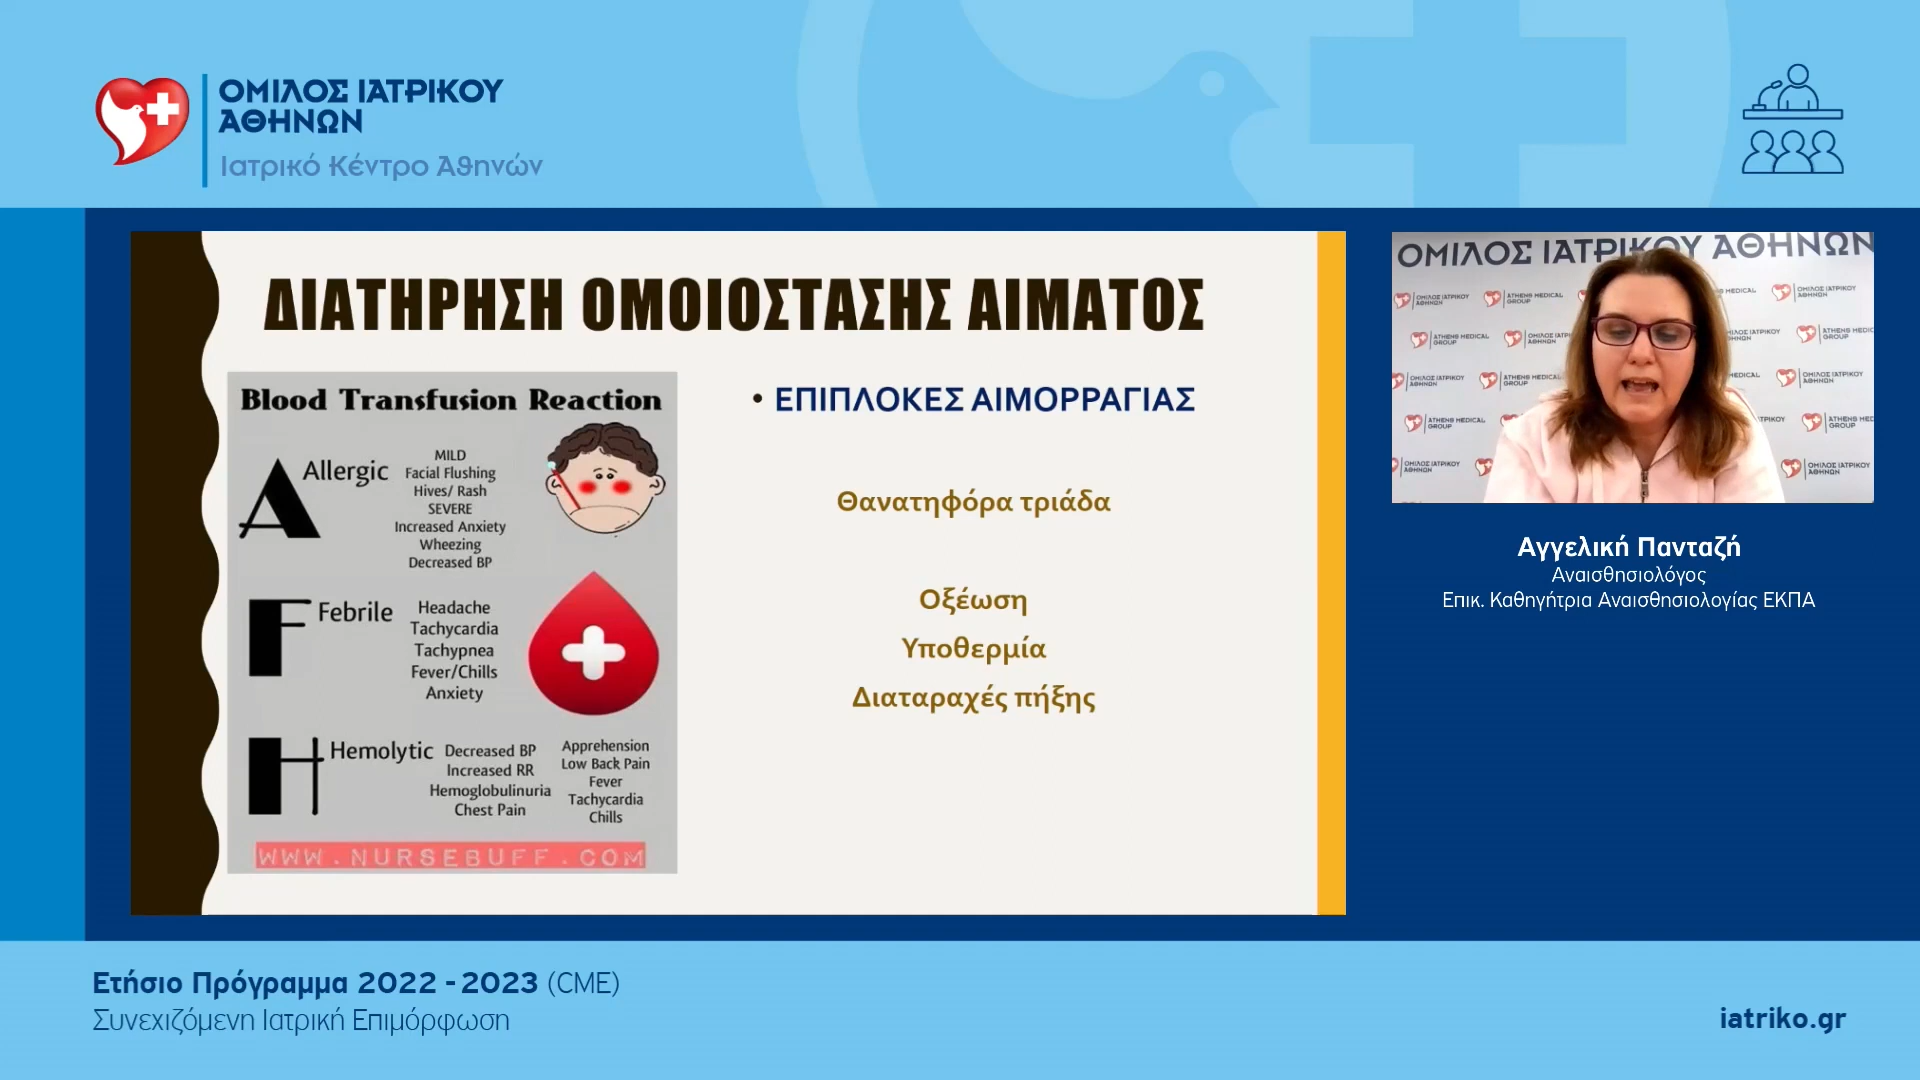 ΟΜΙΛΟΣ ΙΑΤΡΙΚΟΥ
ΑΘΗΝΩΝ
Ιατρικό Κέντρο Αθηνών
ΔΙΑΤΗΡΗΣΗ ΟΜΟΙΟΣΤΑΣΗΣ ΑΙΜΑΤΟΣ
Blood Transfusion Reaction
A Allergic
MILD
Facial Flushing
Hives/ Rash
SEVERE
Increased Anxiety
Wheezing
Decreased BP
F Febrile
Headache
Tachycardia
Tachypnea
Fever/Chills
Anxiety
H Hemolytic
Decreased BP
Increased RR
Hemoglobulinuria
Chest Pain
Apprehension
Low Back Pain
Fever
Tachycardia
Chills
WWW.NURSEBUFF.COM
• ΕΠΙΠΛΟΚΕΣ ΑΙΜΟΡΡΑΓΙΑΣ
Θανατηφόρα τριάδα
Οξέωση
Υποθερμία
Διαταραχές πήξης
ΟΜΙΛΟΣ ΙΑΤΡΙΚΟΥ ΑΘΗΝΩΝ
Αγγελική Πανταζή
Αναισθησιολόγος
Επικ. Καθηγήτρια Αναισθησιολογίας ΕΚΠΑ
Ετήσιο Πρόγραμμα 2022 - 2023 (CME)
Συνεχιζόμενη Ιατρική Επιμόρφωση
iatriko.gr